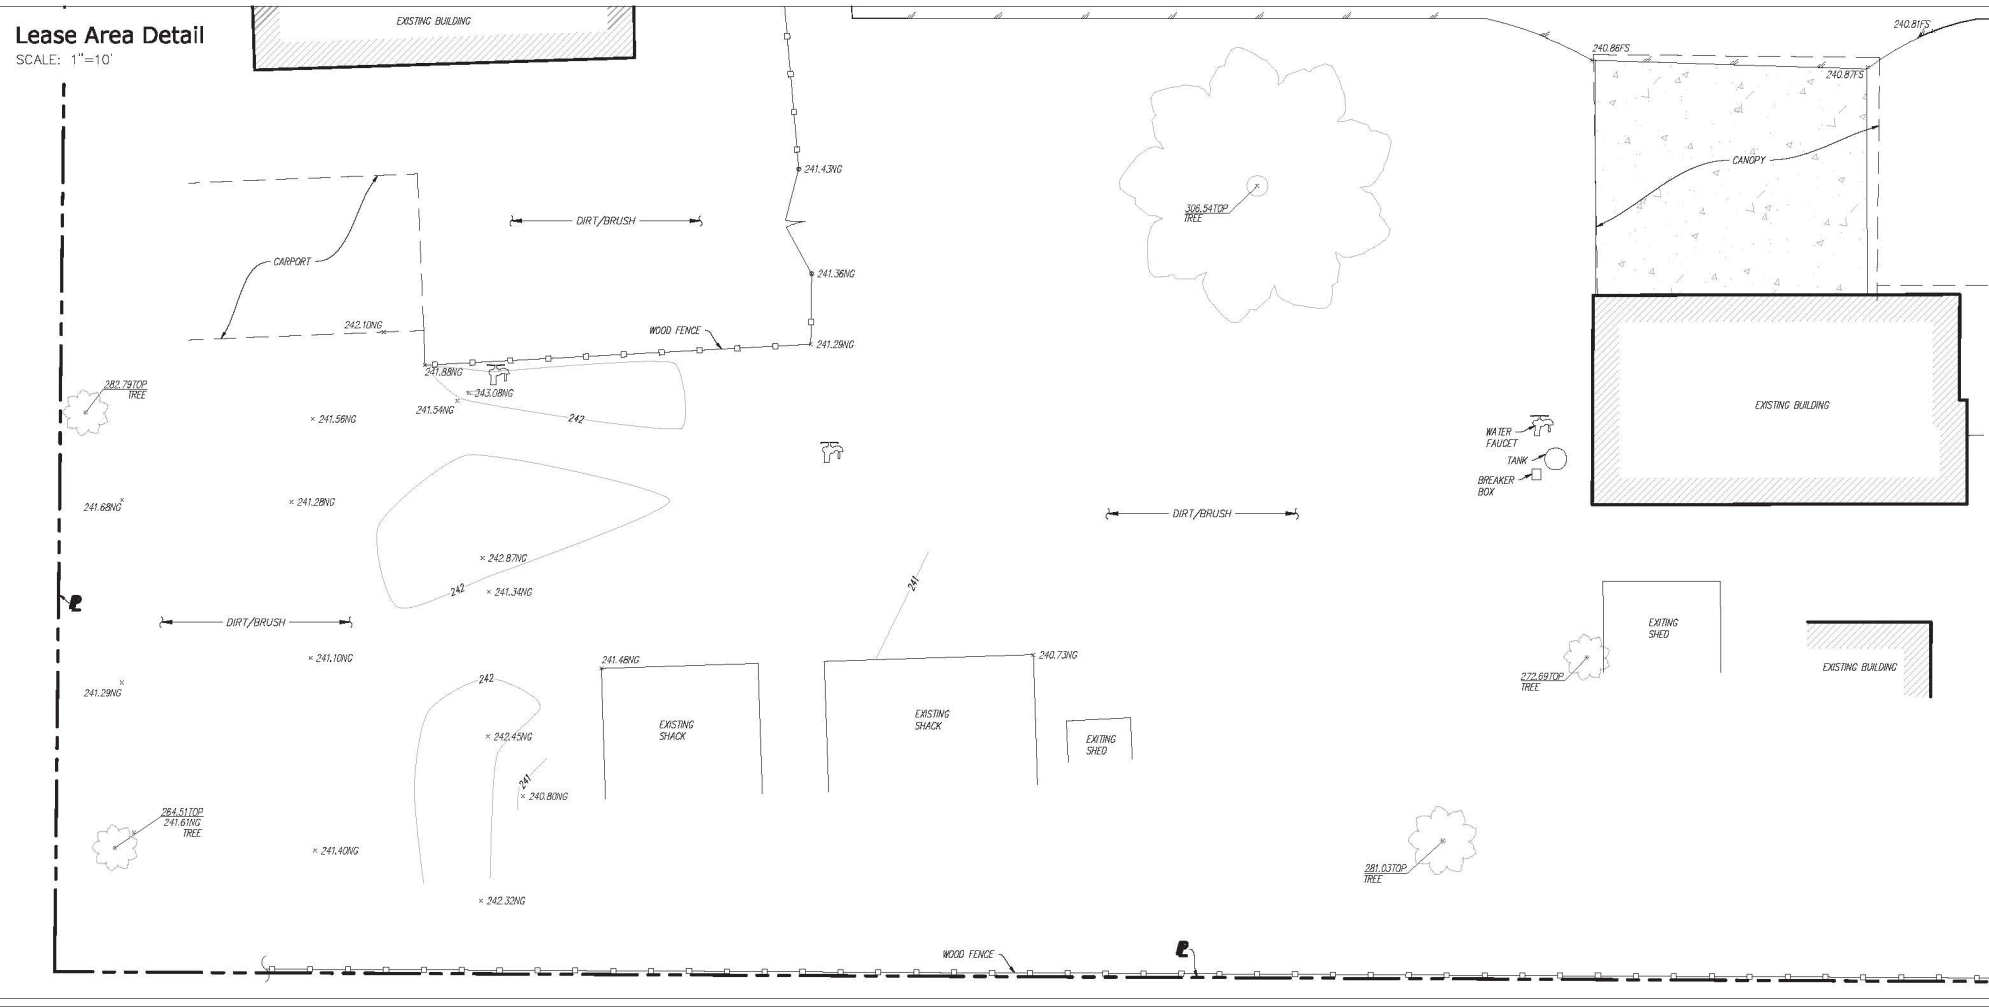 EXISTING BUILDING
Lease Area Detail
SCALE: 1"=10'
240.81FS
240.86FS
240.87FS
CANOPY
241.43NG
306.54TOP
TREE
DIRT/BRUSH
CARPORT
241.36NG
242.10NG
WOOD FENCE
241.29NG
241.88NG
282.79TOP
TREE
243.08NG
241.54NG
242
241.56NG
EXISTING BUILDING
WATER
FAUCET
TANK
BREAKER
BOX
241.68NG
241.28NG
DIRT/BRUSH
242.87NG
242
241.34NG
241
PL
DIRT/BRUSH
EXITING
SHED
241.10NG
241.48NG
240.73NG
EXISTING BUILDING
272.69TOP
TREE
241.29NG
242
EXISTING
SHACK
EXISTING
SHACK
242.45NG
EXITING
SHED
241
240.80NG
264.51TOP
241.61NG
TREE
241.40NG
281.03TOP
TREE
242.32NG
WOOD FENCE
PL